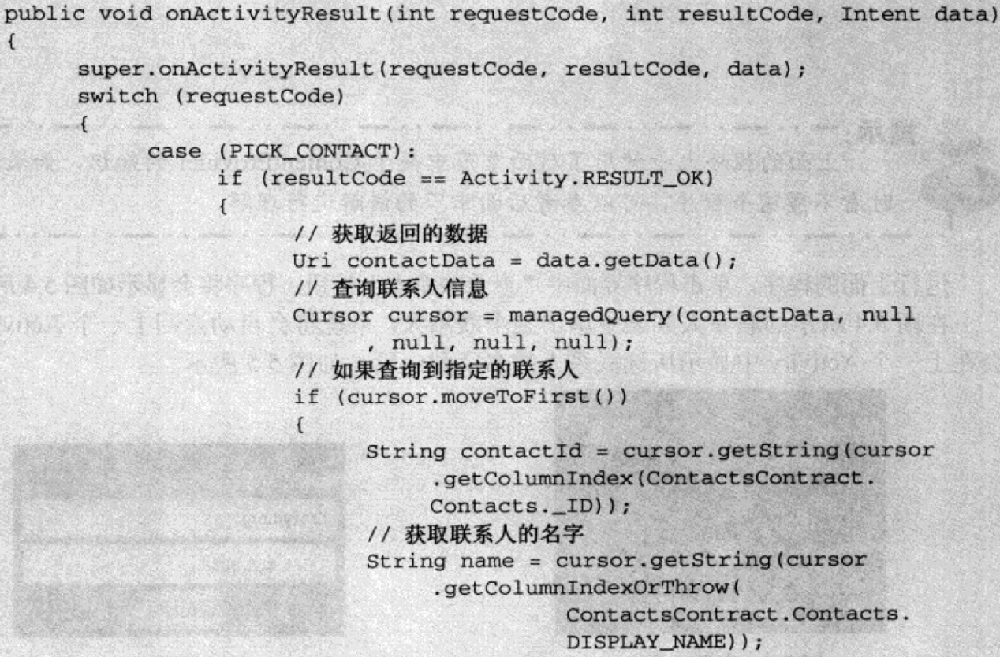 public void onActivityResult(int requestCode, int resultCode, Intent data)
{
    super.onActivityResult(requestCode, resultCode, data);
    switch (requestCode)
    {
        case (PICK_CONTACT):
            if (resultCode == Activity.RESULT_OK)
            {
                // 获取返回的数据
                Uri contactData = data.getData();
                // 查询联系人信息
                Cursor cursor = managedQuery(contactData, null
                    , null, null, null);
                // 如果查询到指定的联系人
                if (cursor.moveToFirst())
                {
                    String contactId = cursor.getString(cursor
                        .getColumnIndex(ContactsContract.
                        Contacts._ID));
                    // 获取联系人的名字
                    String name = cursor.getString(cursor
                        .getColumnIndexOrThrow(
                                ContactsContract.Contacts.
                                DISPLAY_NAME));